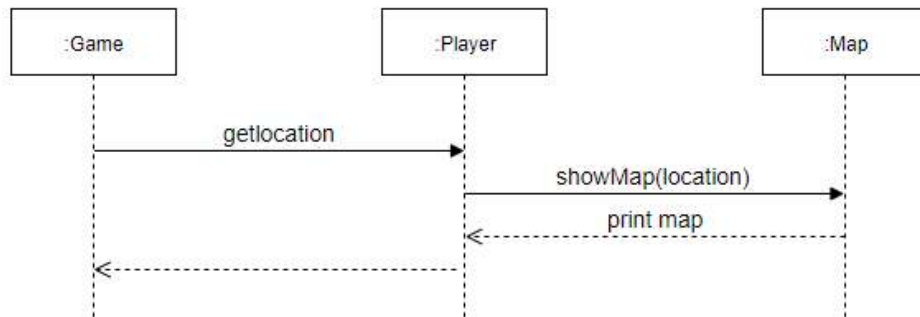 :Game
:Player
:Map
getlocation
showMap(location)
print map